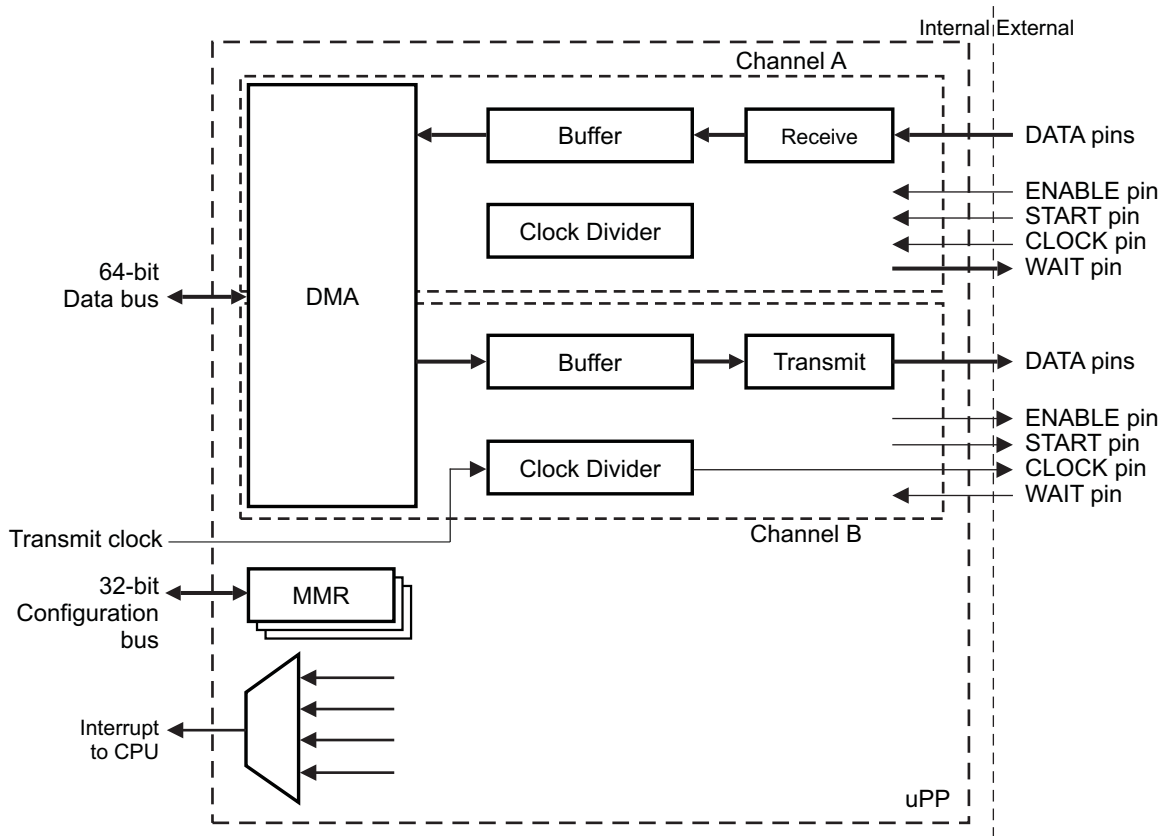 Internal
External
Channel A
Buffer
Receive
DATA pins
ENABLE pin
START pin
Clock Divider
CLOCK pin
WAIT pin
64-bit
Data bus
DMA
Buffer
Transmit
DATA pins
ENABLE pin
START pin
Clock Divider
CLOCK pin
WAIT pin
Channel B
Transmit clock
32-bit
Configuration
bus
MMR
Interrupt
to CPU
uPP